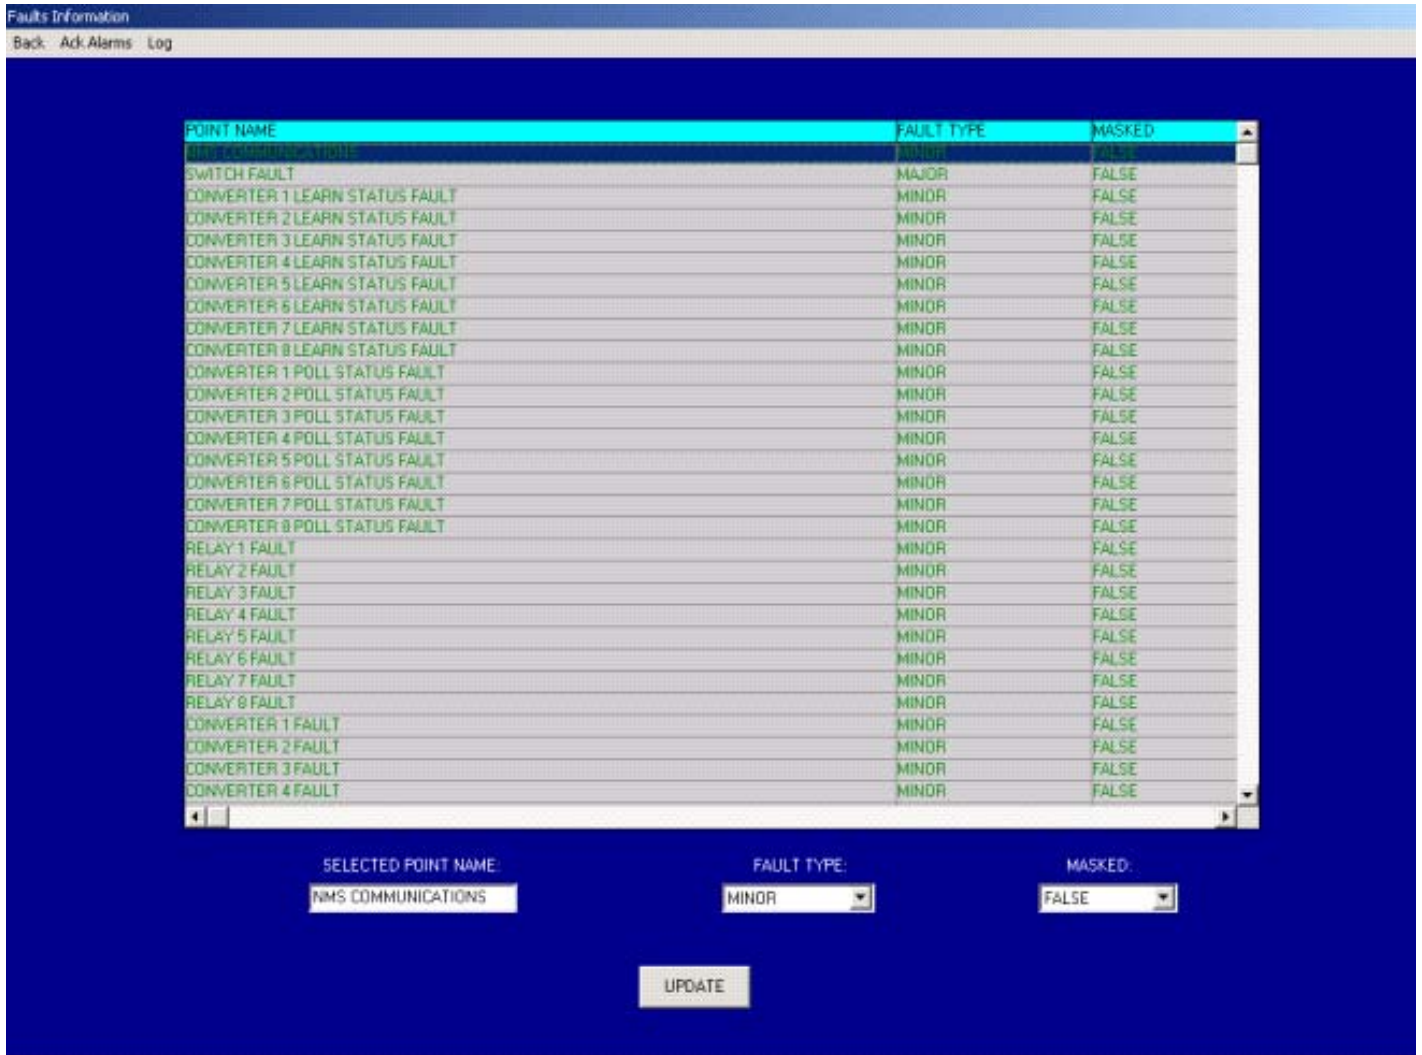 Faults Information
Back Ack Alarms Log
POINT NAME FAULT TYPE MASKED
NMS COMMUNICATIONS MINOR FALSE
SWITCH FAULT MAJOR FALSE
CONVERTER 1 LEARN STATUS FAULT MINOR FALSE
CONVERTER 2 LEARN STATUS FAULT MINOR FALSE
CONVERTER 3 LEARN STATUS FAULT MINOR FALSE
CONVERTER 4 LEARN STATUS FAULT MINOR FALSE
CONVERTER 5 LEARN STATUS FAULT MINOR FALSE
CONVERTER 6 LEARN STATUS FAULT MINOR FALSE
CONVERTER 7 LEARN STATUS FAULT MINOR FALSE
CONVERTER 8 LEARN STATUS FAULT MINOR FALSE
CONVERTER 1 POLL STATUS FAULT MINOR FALSE
CONVERTER 2 POLL STATUS FAULT MINOR FALSE
CONVERTER 3 POLL STATUS FAULT MINOR FALSE
CONVERTER 4 POLL STATUS FAULT MINOR FALSE
CONVERTER 5 POLL STATUS FAULT MINOR FALSE
CONVERTER 6 POLL STATUS FAULT MINOR FALSE
CONVERTER 7 POLL STATUS FAULT MINOR FALSE
CONVERTER 8 POLL STATUS FAULT MINOR FALSE
RELAY 1 FAULT MINOR FALSE
RELAY 2 FAULT MINOR FALSE
RELAY 3 FAULT MINOR FALSE
RELAY 4 FAULT MINOR FALSE
RELAY 5 FAULT MINOR FALSE
RELAY 6 FAULT MINOR FALSE
RELAY 7 FAULT MINOR FALSE
RELAY 8 FAULT MINOR FALSE
CONVERTER 1 FAULT MINOR FALSE
CONVERTER 2 FAULT MINOR FALSE
CONVERTER 3 FAULT MINOR FALSE
CONVERTER 4 FAULT MINOR FALSE
SELECTED POINT NAME: FAULT TYPE: MASKED:
NMS COMMUNICATIONS MINOR FALSE
UPDATE